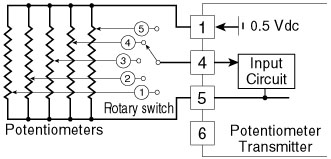 5
1
0.5 Vdc
4
3
4
Input
Circuit
2
1
Rotary switch
5
Potentiometers
6
Potentiometer
Transmitter